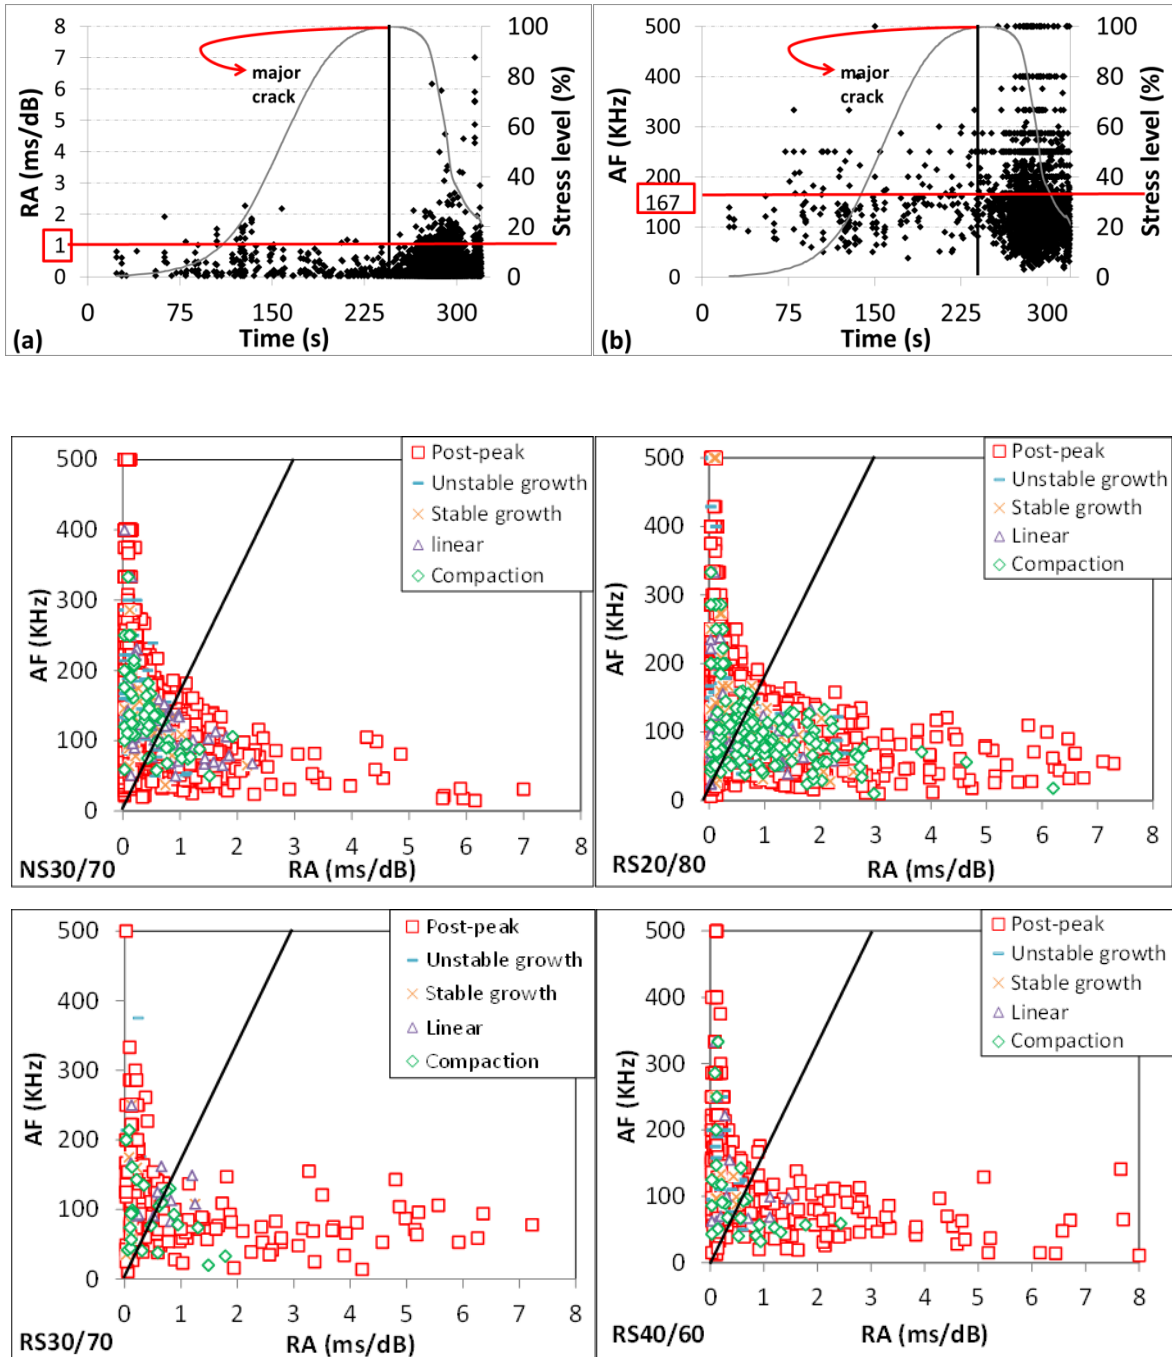 8
7
6
5
4
3
2
1
0
RA (ms/dB)
100
80
60
40
20
0
Stress level (%)
major
crack
0 75 150 225 300
Time (s)
(a)
500
400
300
200
167
100
0
AF (KHz)
100
80
60
40
20
0
Stress level (%)
major
crack
0 75 150 225 300
Time (s)
(b)
500
400
300
200
100
0
AF (KHz)
Post-peak
Unstable growth
Stable growth
linear
Compaction
0 1 2 3 4 5 6 7 8
RA (ms/dB)
NS30/70
500
400
300
200
100
0
AF (KHz)
Post-peak
Unstable growth
Stable growth
Linear
Compaction
0 1 2 3 4 5 6 7 8
RA (ms/dB)
RS20/80
500
400
300
200
100
0
AF (KHz)
Post-peak
Unstable growth
Stable growth
Linear
Compaction
0 1 2 3 4 5 6 7 8
RA (ms/dB)
RS30/70
500
400
300
200
100
0
AF (KHz)
Post-peak
Unstable growth
Stable growth
Linear
Compaction
0 1 2 3 4 5 6 7 8
RA (ms/dB)
RS40/60